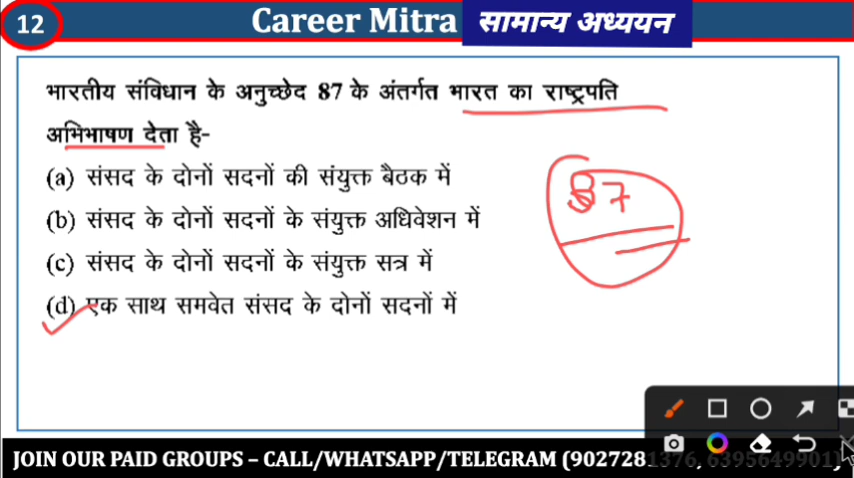 12
Career Mitra सामान्य अध्ययन
भारतीय संविधान के अनुच्छेद 87 के अंतर्गत भारत का राष्ट्रपति
अभिभाषण देता है-
(a) संसद के दोनों सदनों की संयुक्त बैठक में
(b) संसद के दोनों सदनों के संयुक्त अधिवेशन में
(c) संसद के दोनों सदनों के संयुक्त सत्र में
(d) एक साथ समवेत संसद के दोनों सदनों में
87
JOIN OUR PAID GROUPS – CALL/WHATSAPP/TELEGRAM (9027281376, 6395649901)